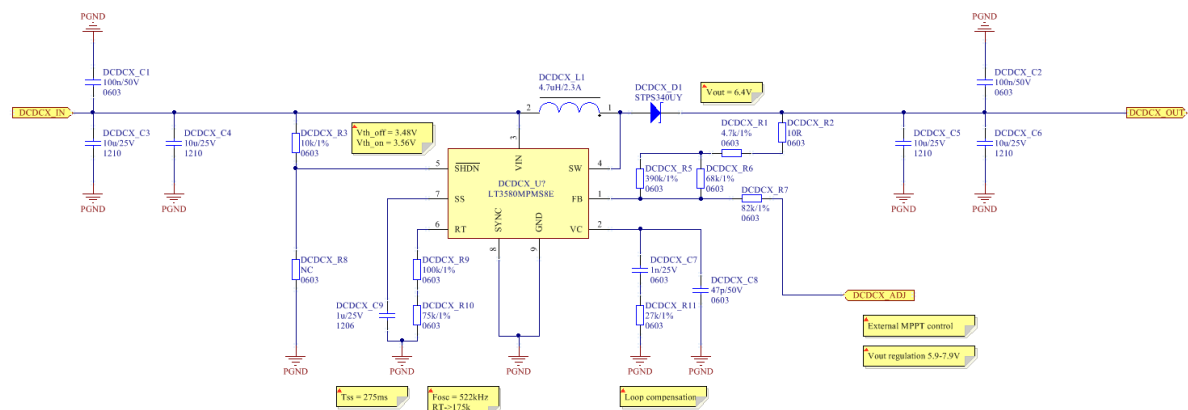 PGND
PGND
DCDCX_C1
100n/50V
0603
DCDCX_L1
4.7uH/2.3A
2
1
DCDCX_D1
STPS340UY
Vout = 6.4V
DCDCX_C2
100n/50V
0603
DCDCX_IN
DCDCX_OUT
DCDCX_C3
10u/25V
1210
DCDCX_C4
10u/25V
1210
DCDCX_R3
10k/1%
0603
Vth_off = 3.48V
Vth_on = 3.56V
DCDCX_R1
4.7k/1%
0603
DCDCX_R2
10R
0603
DCDCX_C5
10u/25V
1210
DCDCX_C6
10u/25V
1210
3
VIN
5
SHDN
SW
4
DCDCX_U?
LT3580MPMS8E
DCDCX_R5
390k/1%
0603
DCDCX_R6
68k/1%
0603
DCDCX_R7
82k/1%
0603
7
SS
FB
1
6
RT
SYNC
GND
VC
2
8
9
PGND
PGND
PGND
PGND
DCDCX_R8
NC
0603
DCDCX_R9
100k/1%
0603
DCDCX_C7
1n/25V
0603
DCDCX_C8
47p/50V
0603
DCDCX_ADJ
DCDCX_C9
1u/25V
1206
DCDCX_R10
75k/1%
0603
DCDCX_R11
27k/1%
0603
External MPPT control
Vout regulation 5.9-7.9V
PGND
PGND
PGND
PGND
PGND
Tss = 275ms
Fosc = 522kHz
RT->175k
Loop compensation